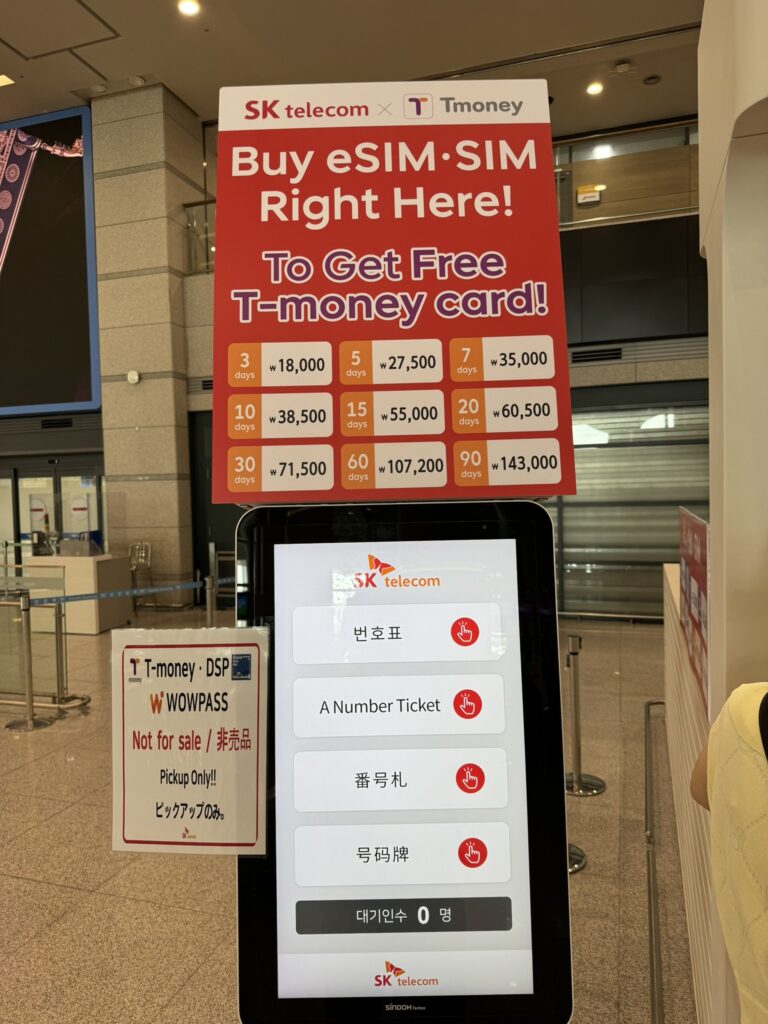 SK telecom × T Tmoney
Buy eSIM·SIM
Right Here!
To Get Free
T-money card!
3 days ₩18,000
5 days ₩27,500
7 days ₩35,000
10 days ₩38,500
15 days ₩55,000
20 days ₩60,500
30 days ₩71,500
60 days ₩107,200
90 days ₩143,000
SK telecom
번호표
A Number Ticket
番号札
号码牌
대기인수 0 명
SK telecom
SINDOH
T-money · DSP
WOWPASS
Not for sale / 非売品
Pickup Only!!
ピックアップのみ。
SK